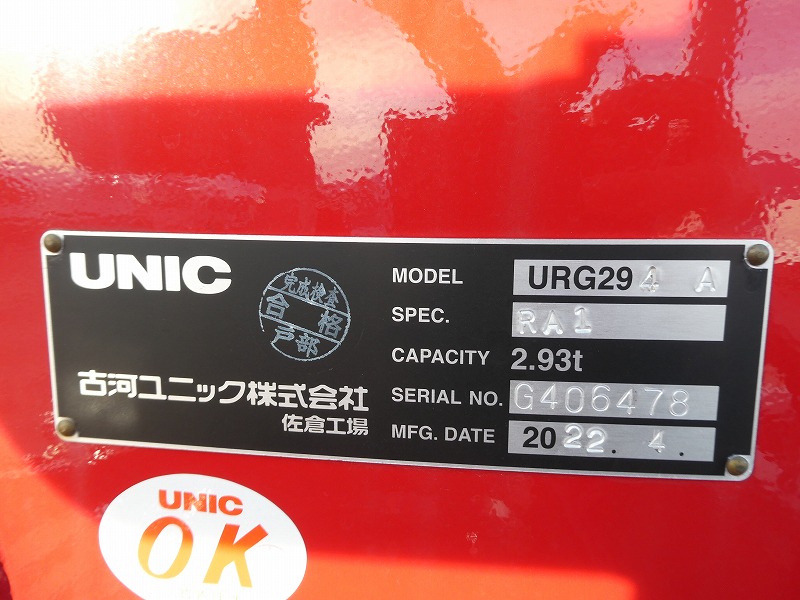 UNIC
完成検査
合格
戸部
古河ユニック株式会社
佐倉工場
MODEL URG294 A
SPEC. RA1
CAPACITY 2.93t
SERIAL NO. G406478
MFG. DATE 2022. 4.
UNIC
OK